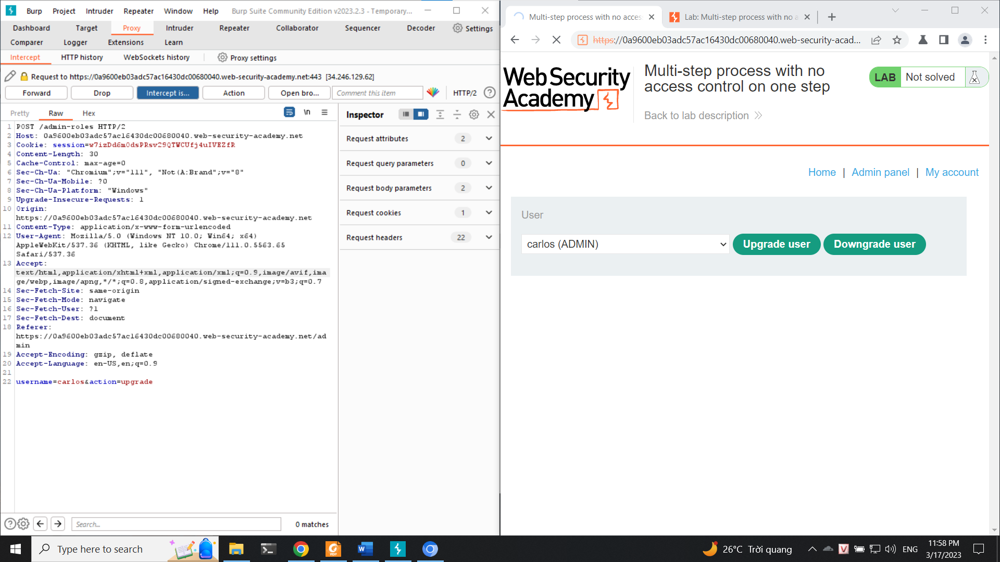 Burp Project Intruder Repeater Window Help Burp Suite Community Edition v2023.2.3 - Temporary...
Dashboard Target Proxy Intruder Repeater Collaborator Sequencer Decoder Settings
Comparer Logger Extensions Learn
Intercept HTTP history WebSockets history Proxy settings
Request to https://0a9600eb03adc57ac16430dc00680040.web-security-academy.net:443 [34.246.129.62]
Forward Drop Intercept is... Action Open bro... Comment this item HTTP/2 ?
Pretty Raw Hex \n
1 POST /admin-roles HTTP/2
2 Host: 0a9600eb03adc57ac16430dc00680040.web-security-academy.net
3 Cookie: session=w7izDd6m0dsPRsv29QTWCUfj4uIVEZfR
4 Content-Length: 30
5 Cache-Control: max-age=0
6 Sec-Ch-Ua: "Chromium";v="111", "Not(A:Brand";v="8"
7 Sec-Ch-Ua-Mobile: ?0
8 Sec-Ch-Ua-Platform: "Windows"
9 Upgrade-Insecure-Requests: 1
10 Origin:
https://0a9600eb03adc57ac16430dc00680040.web-security-academy.net
11 Content-Type: application/x-www-form-urlencoded
12 User-Agent: Mozilla/5.0 (Windows NT 10.0; Win64; x64)
AppleWebKit/537.36 (KHTML, like Gecko) Chrome/111.0.5563.65
Safari/537.36
13 Accept:
text/html,application/xhtml+xml,application/xml;q=0.9,image/avif,ima
ge/webp,image/apng,*/*;q=0.8,application/signed-exchange;v=b3;q=0.7
14 Sec-Fetch-Site: same-origin
15 Sec-Fetch-Mode: navigate
16 Sec-Fetch-User: ?1
17 Sec-Fetch-Dest: document
18 Referer:
https://0a9600eb03adc57ac16430dc00680040.web-security-academy.net/ad
min
19 Accept-Encoding: gzip, deflate
20 Accept-Language: en-US,en;q=0.9
21
22 username=carlos&action=upgrade
Search... 0 matches
Inspector
Request attributes 2
Request query parameters 0
Request body parameters 2
Request cookies 1
Request headers 22
Multi-step process with no acces Lab: Multi-step process with no a
https://0a9600eb03adc57ac16430dc00680040.web-security-acad...
Web Security
Academy
Multi-step process with no
access control on one step
Back to lab description
LAB Not solved
Home | Admin panel | My account
User
carlos (ADMIN) Upgrade user Downgrade user
Type here to search
PDF
26°C Trời quang ENG
11:58 PM
3/17/2023